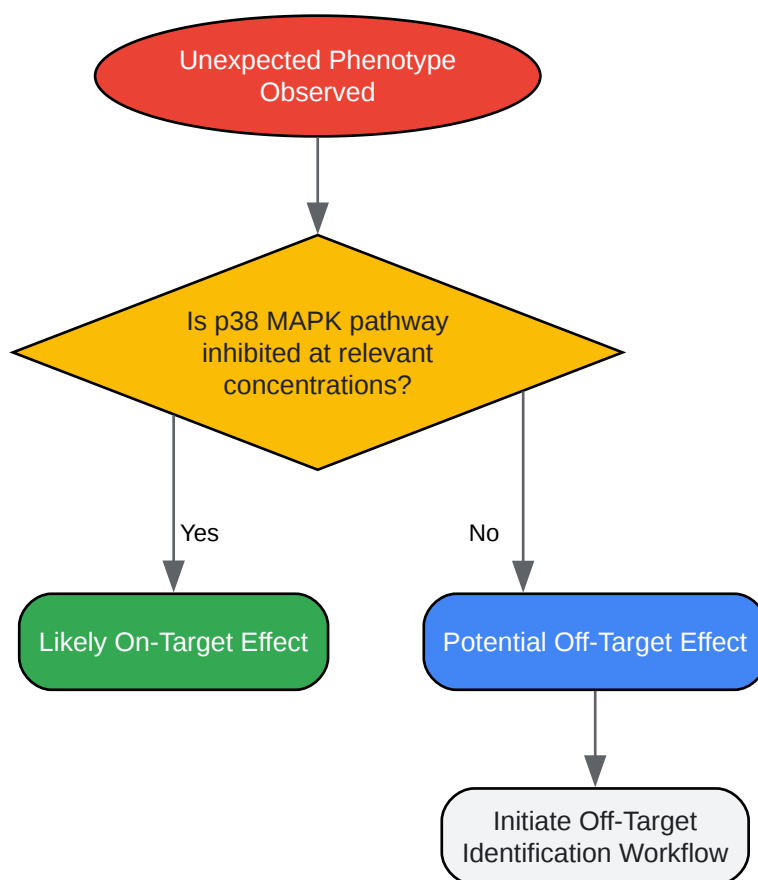 Unexpected Phenotype
Observed
Is p38 MAPK pathway
inhibited at relevant
concentrations?
Yes
No
Likely On-Target Effect
Potential Off-Target Effect
Initiate Off-Target
Identification Workflow